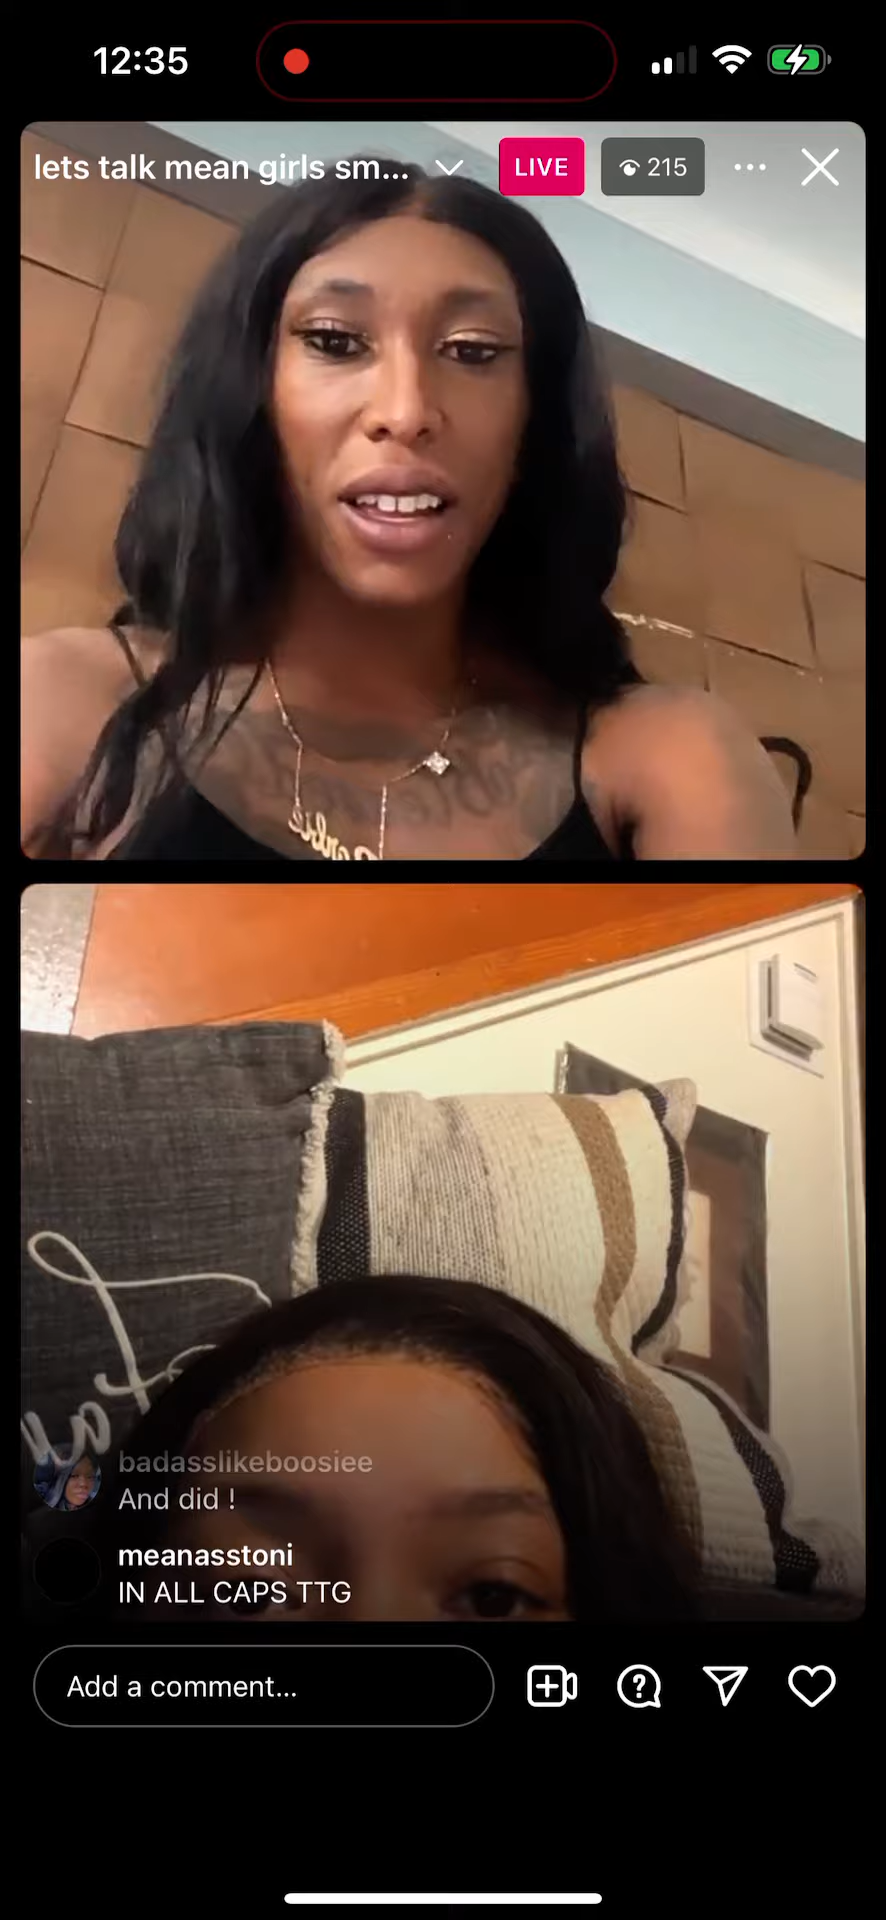 12:35
lets talk mean girls sm...
LIVE
215
Barbie
badasslikeboosiee
And did !
meanasstoni
IN ALL CAPS TTG
Add a comment...